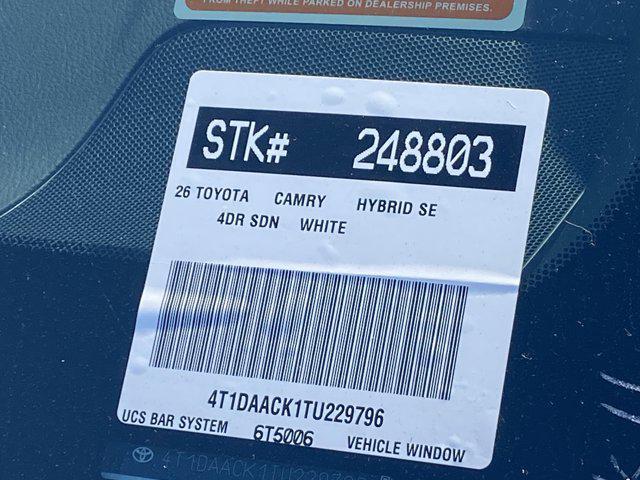 FROM THEFT WHILE PARKED ON DEALERSHIP PREMISES.
STK# 248803
26 TOYOTA CAMRY HYBRID SE
4DR SDN WHITE
4T1DAACK1TU229796
UCS BAR SYSTEM 6T5006 VEHICLE WINDOW